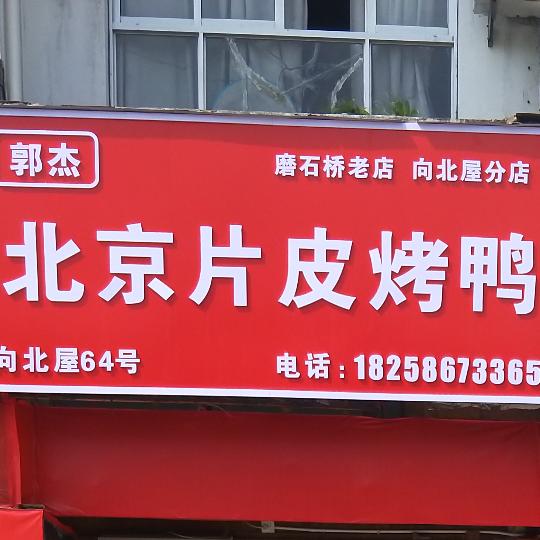 郭杰
磨石桥老店 向北屋分店
北京片皮烤鸭
向北屋64号
电话:18258673365